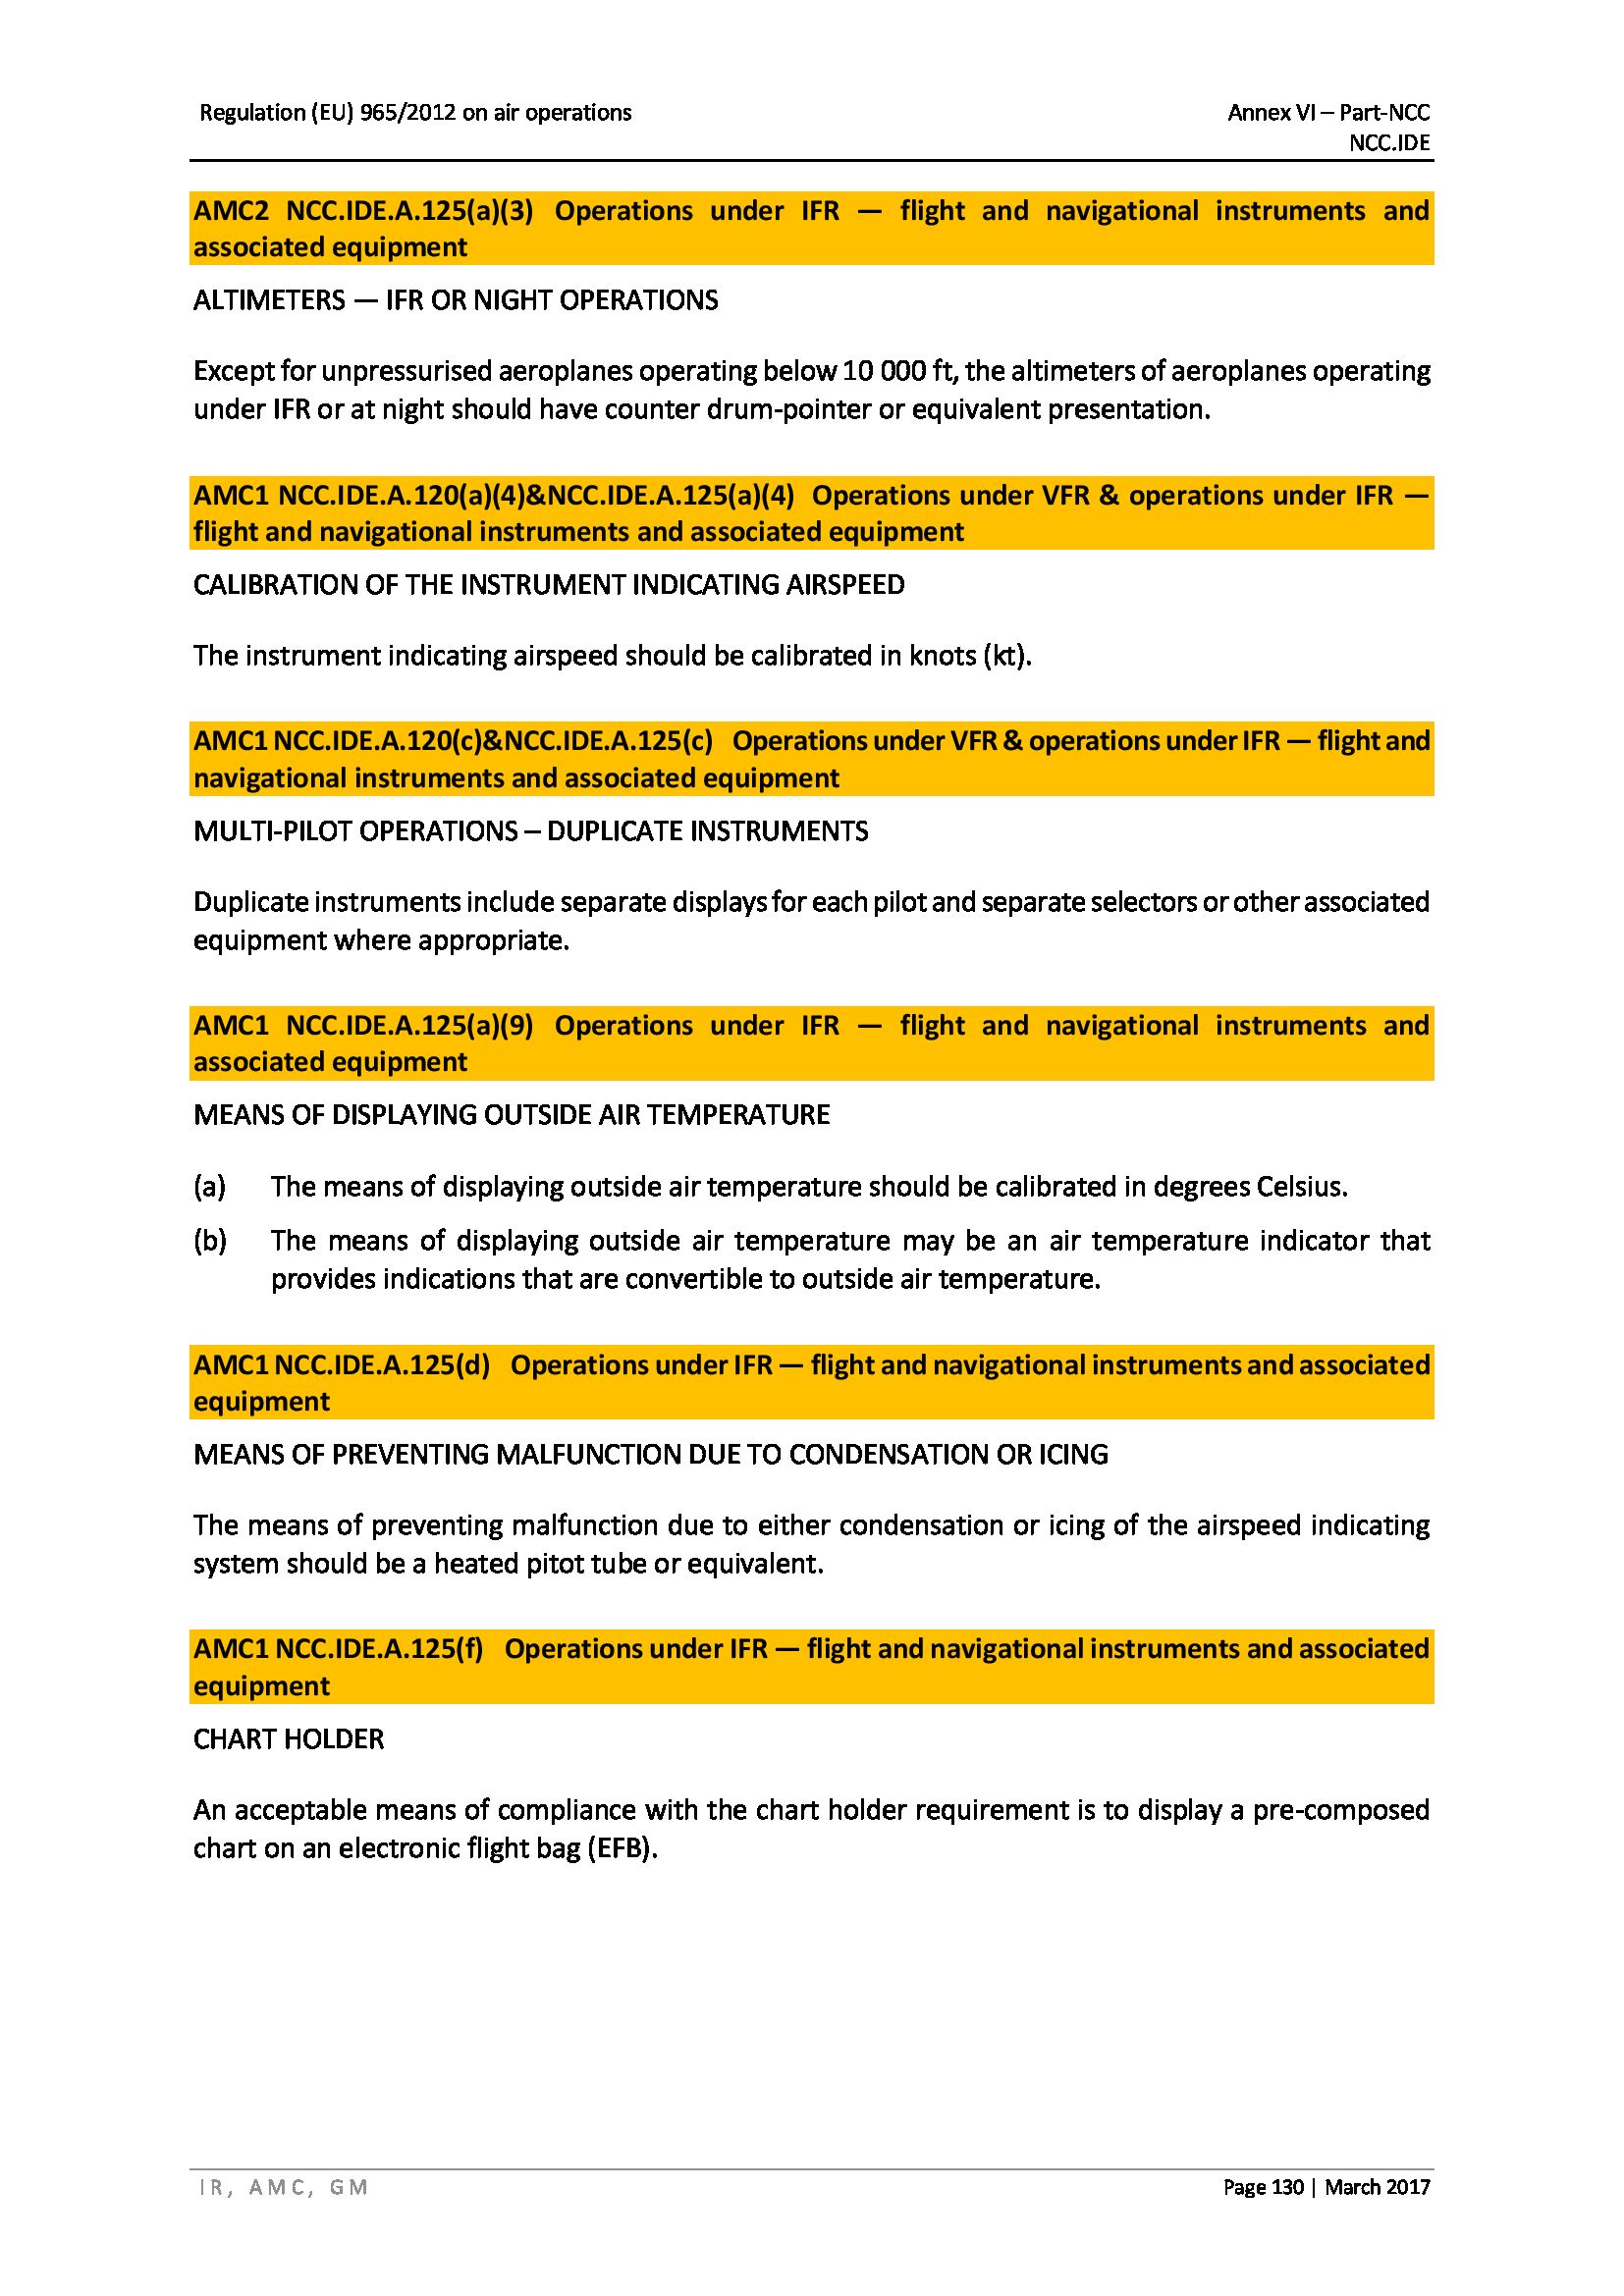 Regulation (EU) 965/2012 on air operations
Annex VI – Part-NCC
NCC.IDE
AMC2 NCC.IDE.A.125(a)(3) Operations under IFR — flight and navigational instruments and
associated equipment
ALTIMETERS — IFR OR NIGHT OPERATIONS
Except for unpressurised aeroplanes operating below 10 000 ft, the altimeters of aeroplanes operating
under IFR or at night should have counter drum-pointer or equivalent presentation.
AMC1 NCC.IDE.A.120(a)(4)&NCC.IDE.A.125(a)(4) Operations under VFR & operations under IFR —
flight and navigational instruments and associated equipment
CALIBRATION OF THE INSTRUMENT INDICATING AIRSPEED
The instrument indicating airspeed should be calibrated in knots (kt).
AMC1 NCC.IDE.A.120(c)&NCC.IDE.A.125(c) Operations under VFR & operations under IFR — flight and
navigational instruments and associated equipment
MULTI-PILOT OPERATIONS – DUPLICATE INSTRUMENTS
Duplicate instruments include separate displays for each pilot and separate selectors or other associated
equipment where appropriate.
AMC1 NCC.IDE.A.125(a)(9) Operations under IFR — flight and navigational instruments and
associated equipment
MEANS OF DISPLAYING OUTSIDE AIR TEMPERATURE
(a) The means of displaying outside air temperature should be calibrated in degrees Celsius.
(b) The means of displaying outside air temperature may be an air temperature indicator that
provides indications that are convertible to outside air temperature.
AMC1 NCC.IDE.A.125(d) Operations under IFR — flight and navigational instruments and associated
equipment
MEANS OF PREVENTING MALFUNCTION DUE TO CONDENSATION OR ICING
The means of preventing malfunction due to either condensation or icing of the airspeed indicating
system should be a heated pitot tube or equivalent.
AMC1 NCC.IDE.A.125(f) Operations under IFR — flight and navigational instruments and associated
equipment
CHART HOLDER
An acceptable means of compliance with the chart holder requirement is to display a pre-composed
chart on an electronic flight bag (EFB).
IR, AMC, GM
Page 130 | March 2017